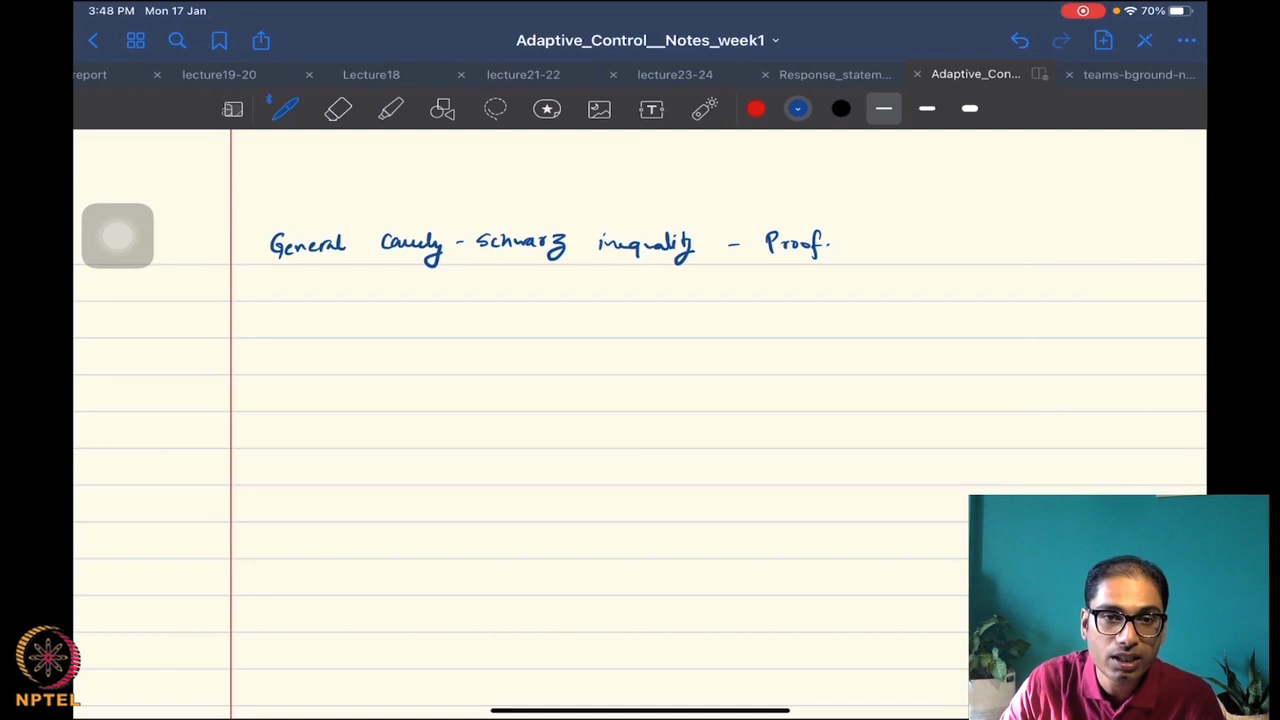 3:48 PM Mon 17 Jan
70%
Adaptive_Control__Notes_week1
report
lecture19-20
Lecture18
lecture21-22
lecture23-24
Response_statem...
Adaptive_Con...
teams-bground-n...
General Cauchy - Schwarz inequality - Proof.
NPTEL